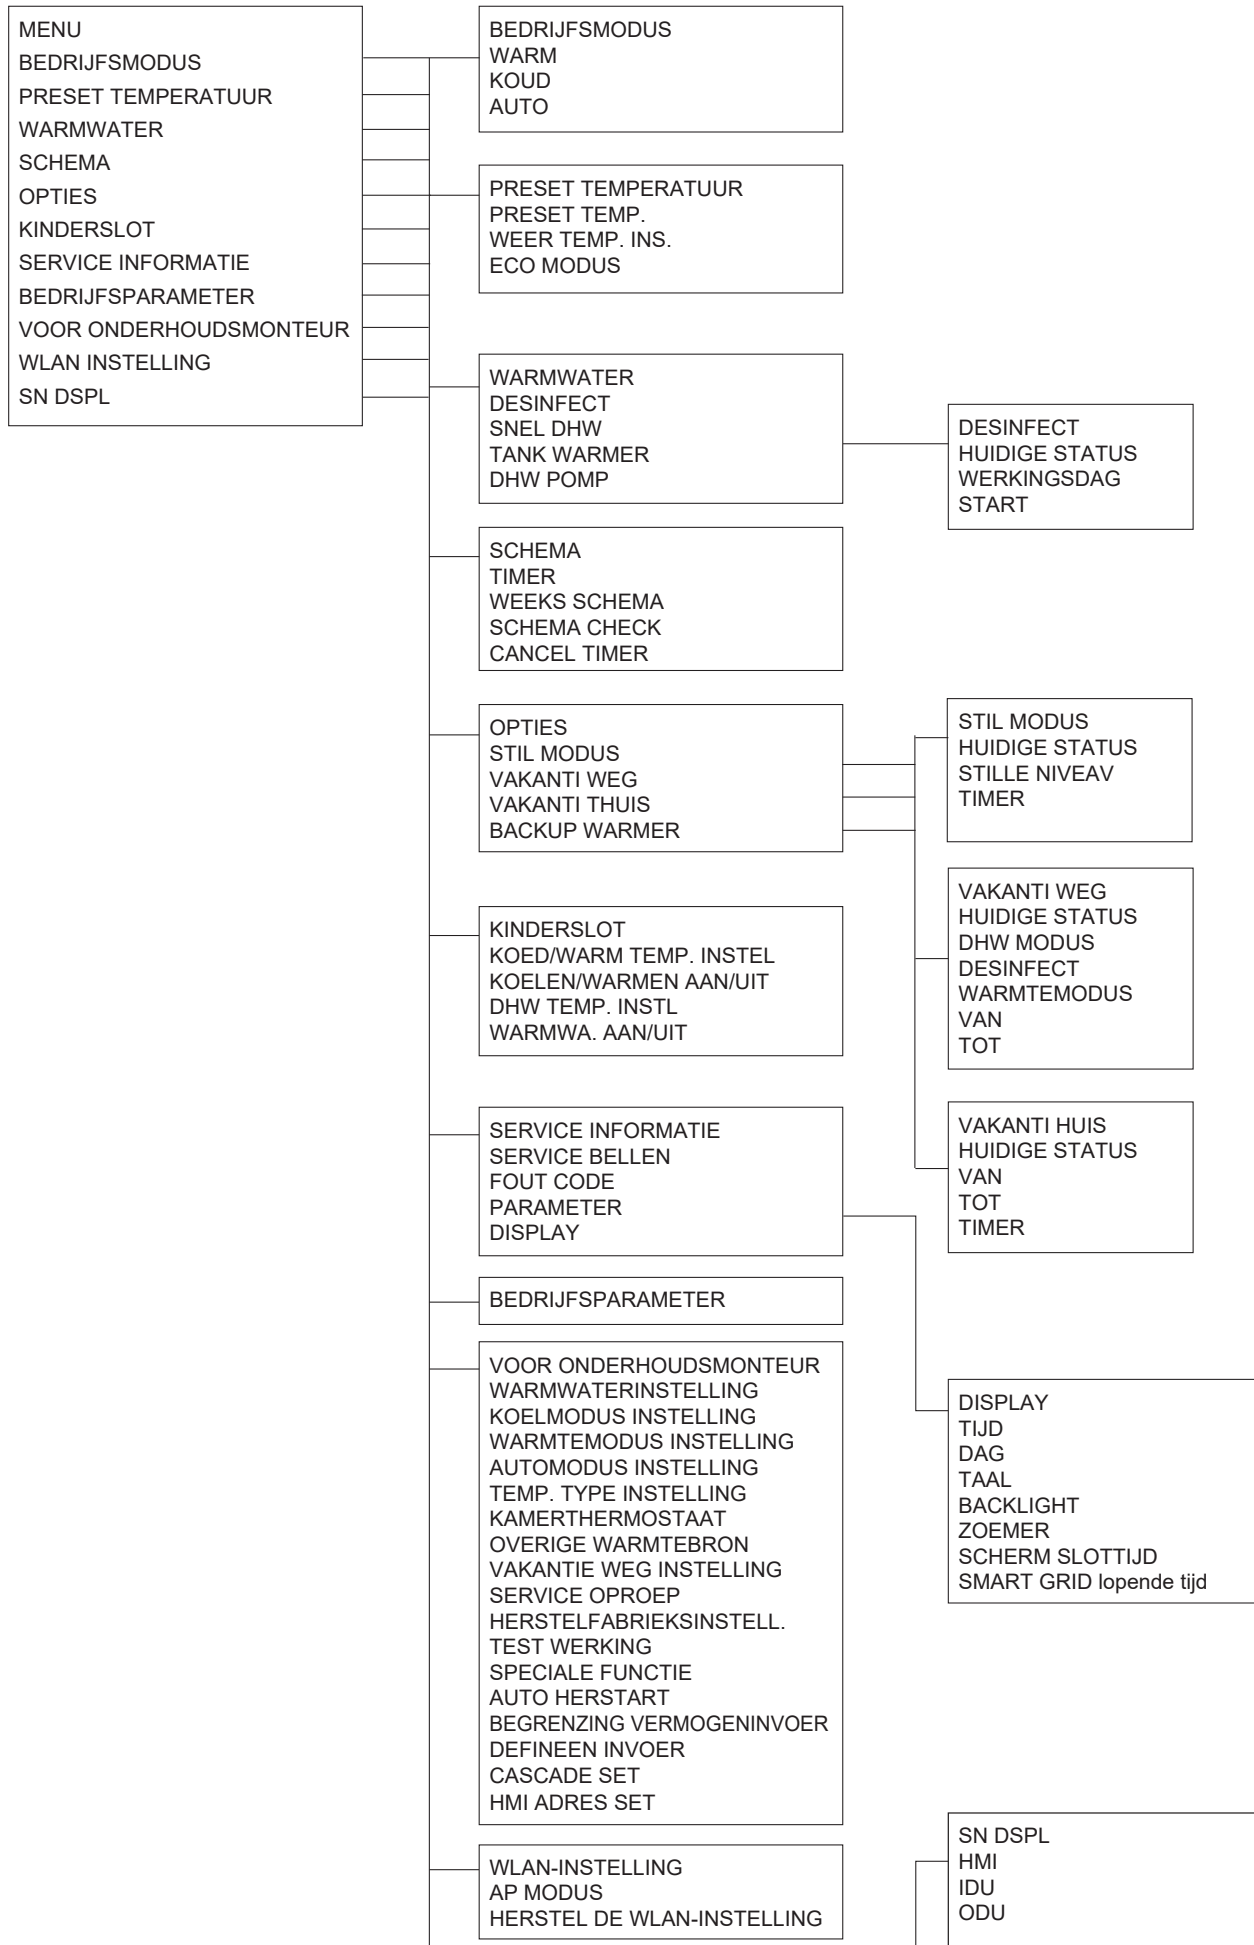 MENU
BEDRIJFSMODUS
PRESET TEMPERATUUR
WARMWATER
SCHEMA
OPTIES
KINDERSLOT
SERVICE INFORMATIE
BEDRIJFSPARAMETER
VOOR ONDERHOUDSMONTEUR
WLAN INSTELLING
SN DSPL
BEDRIJFSMODUS
WARM
KOUD
AUTO
PRESET TEMPERATUUR
PRESET TEMP.
WEER TEMP. INS.
ECO MODUS
WARMWATER
DESINFECT
SNEL DHW
TANK WARMER
DHW POMP
DESINFECT
HUIDIGE STATUS
WERKINGSDAG
START
SCHEMA
TIMER
WEEKS SCHEMA
SCHEMA CHECK
CANCEL TIMER
OPTIES
STIL MODUS
VAKANTI WEG
VAKANTI THUIS
BACKUP WARMER
STIL MODUS
HUIDIGE STATUS
STILLE NIVEAV
TIMER
VAKANTI WEG
HUIDIGE STATUS
DHW MODUS
DESINFECT
WARMTEMODUS
VAN
TOT
VAKANTI HUIS
HUIDIGE STATUS
VAN
TOT
TIMER
KINDERSLOT
KOED/WARM TEMP. INSTEL
KOELEN/WARMEN AAN/UIT
DHW TEMP. INSTL
WARMWA. AAN/UIT
SERVICE INFORMATIE
SERVICE BELLEN
FOUT CODE
PARAMETER
DISPLAY
DISPLAY
TIJD
DAG
TAAL
BACKLIGHT
ZOEMER
SCHERM SLOTTIJD
SMART GRID lopende tijd
BEDRIJFSPARAMETER
VOOR ONDERHOUDSMONTEUR
WARMWATERINSTELLING
KOELMODUS INSTELLING
WARMTEMODUS INSTELLING
AUTOMODUS INSTELLING
TEMP. TYPE INSTELLING
KAMERTHERMOSTAAT
OVERIGE WARMTEBRON
VAKANTIE WEG INSTELLING
SERVICE OPROEP
HERSTELFABRIEKSINSTELL.
TEST WERKING
SPECIALE FUNCTIE
AUTO HERSTART
BEGRENZING VERMOGENINVOER
DEFINEEN INVOER
CASCADE SET
HMI ADRES SET
WLAN-INSTELLING
AP MODUS
HERSTEL DE WLAN-INSTELLING
SN DSPL
HMI
IDU
ODU